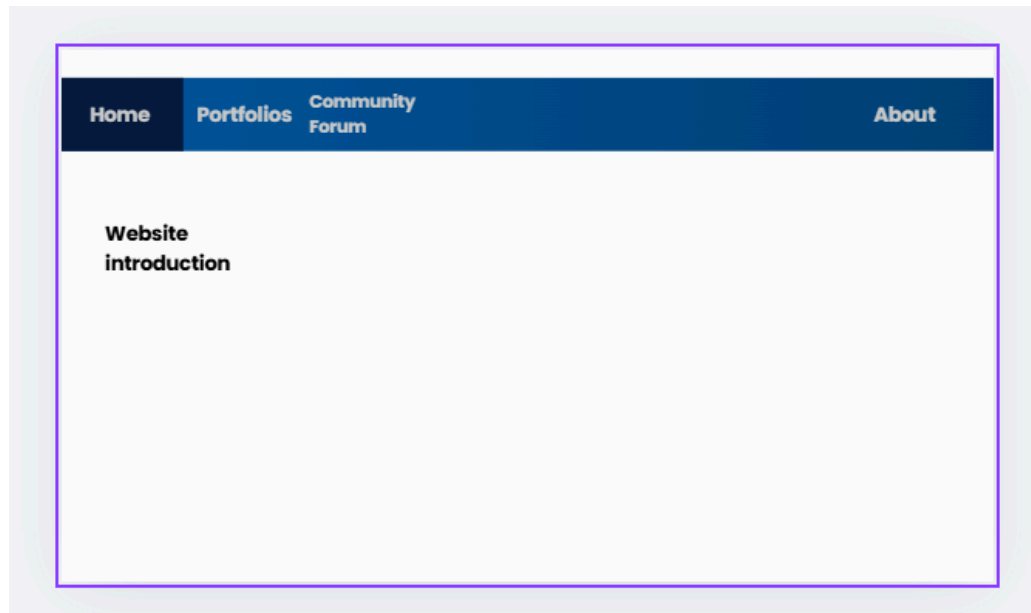 Home
Portfolios
Community
Forum
About
Website
introduction